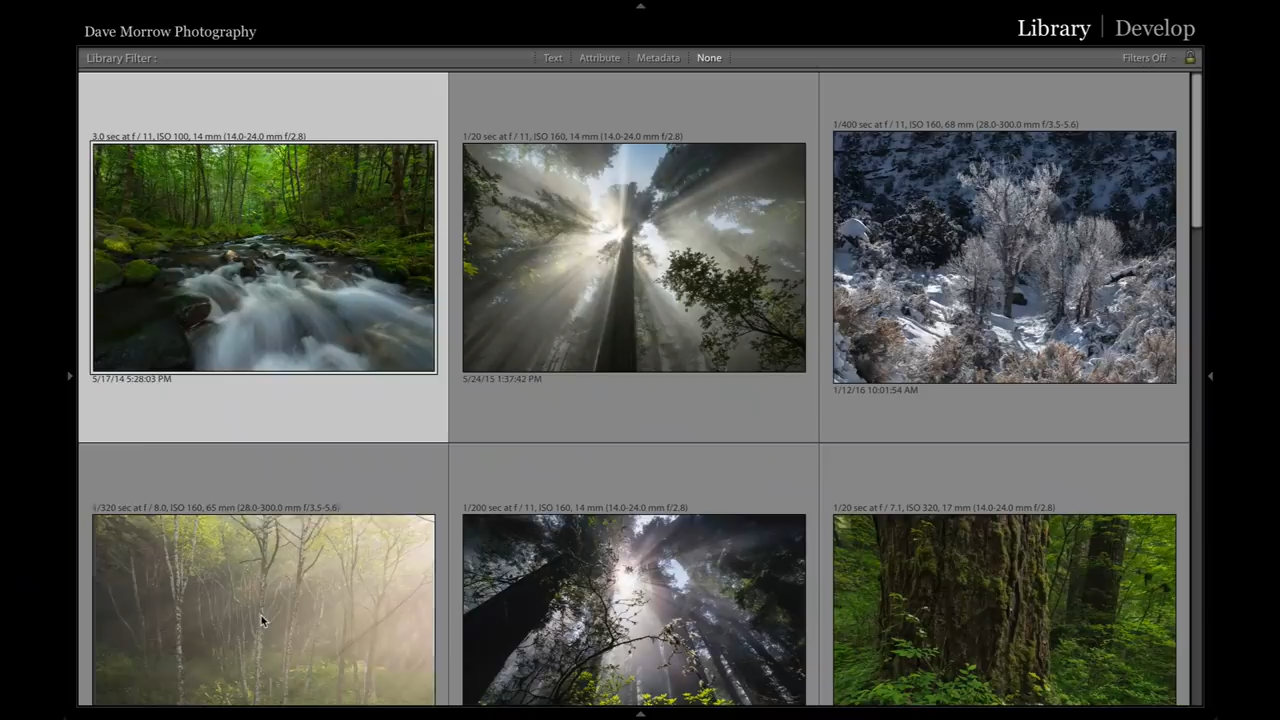 Dave Morrow Photography
Library | Develop
Library Filter :
Text Attribute Metadata None
Filters Off
3.0 sec at f / 11, ISO 100, 14 mm (14.0-24.0 mm f/2.8)
1/20 sec at f / 11, ISO 160, 14 mm (14.0-24.0 mm f/2.8)
1/400 sec at f / 11, ISO 160, 68 mm (28.0-300.0 mm f/3.5-5.6)
5/17/14 5:28:03 PM
5/24/15 1:37:42 PM
1/12/16 10:01:54 AM
1/320 sec at f / 8.0, ISO 160, 65 mm (28.0-300.0 mm f/3.5-5.6)
1/200 sec at f / 11, ISO 160, 14 mm (14.0-24.0 mm f/2.8)
1/20 sec at f / 7.1, ISO 320, 17 mm (14.0-24.0 mm f/2.8)